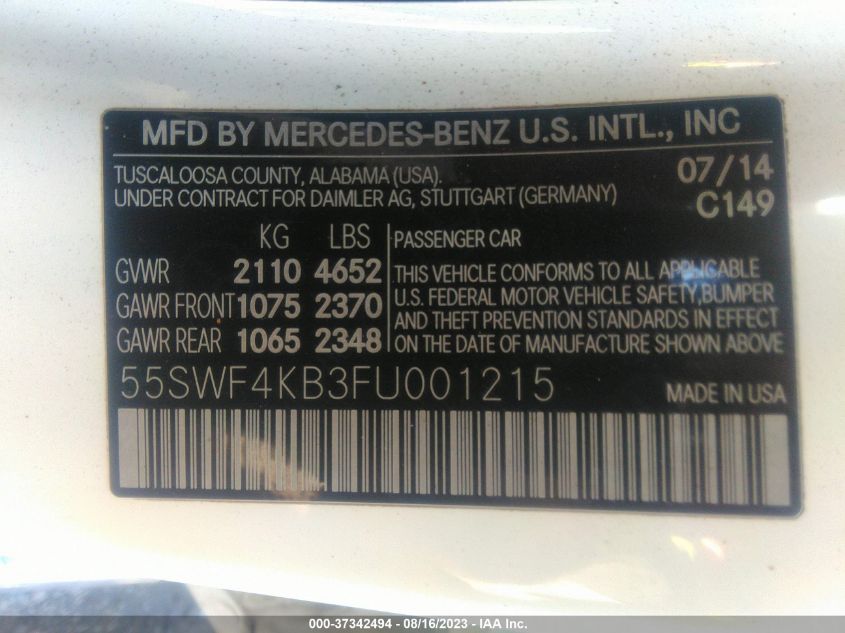 MFD BY MERCEDES-BENZ U.S. INTL., INC
TUSCALOOSA COUNTY, ALABAMA (USA). 07/14
UNDER CONTRACT FOR DAIMLER AG, STUTTGART (GERMANY) C149
KG LBS PASSENGER CAR
GVWR 2110 4652 THIS VEHICLE CONFORMS TO ALL APPLICABLE
GAWR FRONT 1075 2370 U.S. FEDERAL MOTOR VEHICLE SAFETY, BUMPER
AND THEFT PREVENTION STANDARDS IN EFFECT
GAWR REAR 1065 2348 ON THE DATE OF MANUFACTURE SHOWN ABOVE
55SWF4KB3FU001215 MADE IN USA
000-37342494 - 08/16/2023 - IAA Inc.